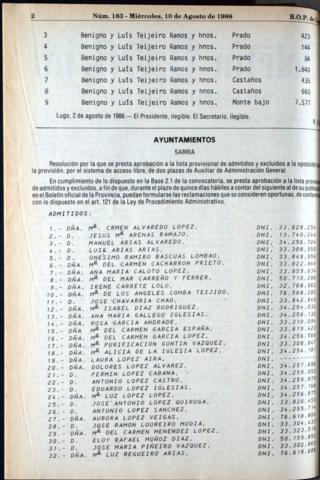 2 Núm. 183 - Miércoles, 10 de Agosto de 1988 B.O.P. de
3 Benigno y Luís Teijeiro Ramos y hnos. Prado 423
4 Benigno y Luís Teijeiro Ramos y hnos. Prado 144
5 Benigno y Luís Teijeiro Ramos y hnos. Prado 84
6 Benigno y Luís Teijeiro Ramos y hnos. Prado 1.840
7 Benigno y Luís Teijeiro Ramos y hnos. Castaños 435
8 Benigno y Luís Teijeiro Ramos y hnos. Castaños 660
9 Benigno y Luís Teijeiro Ramos y hnos. Monte bajo 7.577
Lugo, 2 de agosto de 1988.— El Presidente, ilegible. El Secretario, ilegible.
AYUNTAMIENTOS
SARRIA
Resolución por la que se presta aprobación a la lista provisional de admitidos y excluidos a la oposición
la provisión, por el sistema de acceso libre, de dos plazas de Auxiliar de Administración General.
En cumplimiento de lo dispuesto en la Base 2.1 de la convocatoria, se presta aprobación a la lista
de admitidos y excluidos, a fin de que, durante el plazo de quince días hábiles a contar del siguiente al de su
en el Boletín oficial de la Provincia, puedan formularse las reclamaciones que se consideren oportunas, de
con lo dispuesto en el art. 121 de la Ley de Procedimiento Administrativo.
ADMITIDOS:
1.- DÑA. Mª. CRMEN ALVAREDO LOPEZ, DNI. 33.829.
2.- D. JESUS Mª ARENAS RAMAJO, DNI.
3.- D. MANUEL ARIAS ALVAREDO, DNI. 34.256.
4.- D. LUIS ARIAS ARIAS, DNI.
5.- D. ONESIMO RAMIRO BASCUAS LOMBAO, DNI.
6.- DÑA. Mª DEL CARMEN CACHARRON PRIETO, DNI.
7.- DÑA. ANA MARIA CALOTO LOPEZ, DNI.
8.- DÑA. Mª DEL MAR CARREÑO Y FERRER, DNI.
9.- DÑA. IRENE CARRETE LOLO, DNI.
10.- DÑA. Mª DE LOS ANGELES CONDA TEIJIDO, DNI.
11.- D. JOSE CHAVARRIA CHAO, DNI.
12.- DÑA. Mª ISABEL DIAZ RODRIGUEZ, DNI.
13.- DÑA. ANA MARIA GALLEGO IGLESIAS, DNI.
14.- DÑA. ROSA GARCIA ANDRADE, DNI.
15.- DÑA. Mª DEL CARMEN GARCIA ESPAÑA, DNI.
16.- DÑA. Mª DEL CARMEN GARCIA LOPEZ, DNI.
17.- DÑA. Mª PURIFICACION GUNTIN VAZQUEZ, DNI.
18.- DÑA. Mª ALICIA DE LA IGLESIA LOPEZ, DNI.
19.- DÑA. LAURA LOPEZ AIRA,
20.- DÑA. DOLORES LOPEZ ALVAREZ, DNI.
21.- D. FERMIN LOPEZ CABANA, DNI.
22.- D. ANTONIO LOPEZ CASTRO, DNI.
23.- D. EDUARDO LOPEZ IGLESIAS, DNI.
24.- DÑA. Mª LUZ LOPEZ LOPEZ, DNI.
25.- D. JOSE ANTONIO LOPEZ QUIROGA, DNI.
26.- D. ANTONIO LOPEZ SANCHEZ, DNI.
27.- DÑA. AURORA LOPEZ VEIGAS, DNI.
28.- D. JOSE RAMON LOUREIRO MODIA, DNI.
29.- DÑA. Mª DEL CARMEN MENENDEZ LOPEZ, DNI.
30.- D. ELOY RAFAEL MUÑOZ DIAZ, DNI.
31.- D. JOSE MARIA PIÑEIRO VAZQUEZ, DNI.
32.- DÑA. Mª LUZ REGUEIRO ARIAS, DNI.